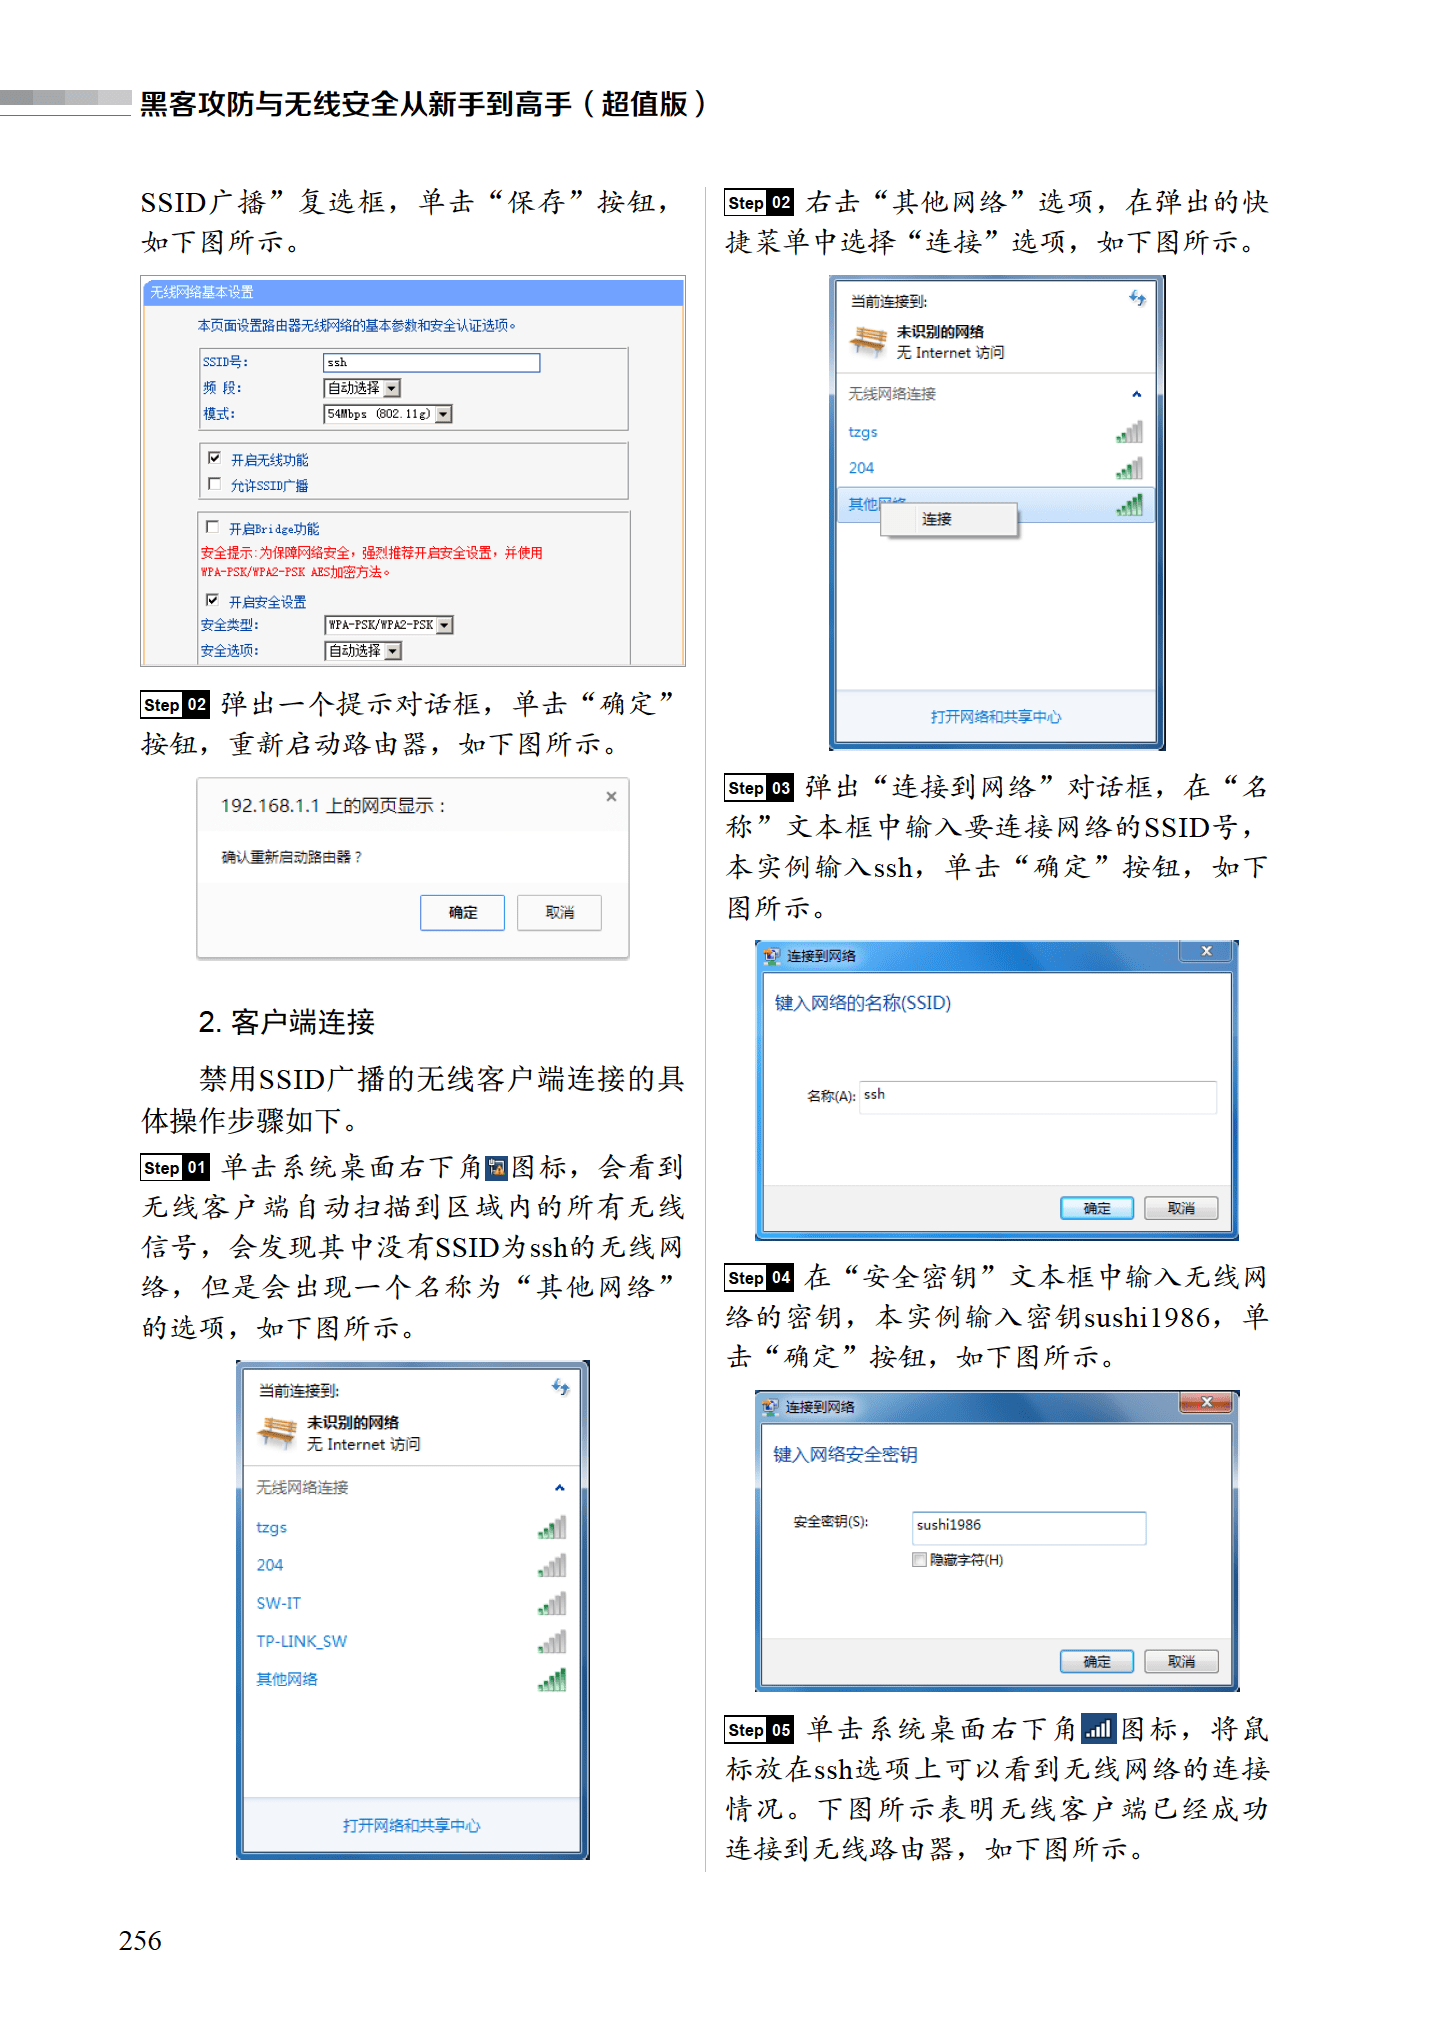 黑客攻防与无线安全从新手到高手（超值版）
SSID广播”复选框，单击“保存”按钮，
如下图所示。
无线网络基本设置
本页面设置路由器无线网络的基本参数和安全认证选项。
SSID号： ssh
频 段： 自动选择
模式： 54Mbps (802.11g)
开启无线功能
允许SSID广播
开启Bridge功能
安全提示:为保障网络安全，强烈推荐开启安全设置，并使用
WPA-PSK/WPA2-PSK AES加密方法。
开启安全设置
安全类型： WPA-PSK/WPA2-PSK
安全选项： 自动选择
Step 02 弹出一个提示对话框，单击“确定”
按钮，重新启动路由器，如下图所示。
192.168.1.1 上的网页显示： ×
确认重新启动路由器？
确定 取消
2. 客户端连接
禁用SSID广播的无线客户端连接的具
体操作步骤如下。
Step 01 单击系统桌面右下角图标，会看到
无线客户端自动扫描到区域内的所有无线
信号，会发现其中没有SSID为ssh的无线网
络，但是会出现一个名称为“其他网络”
的选项，如下图所示。
当前连接到:
未识别的网络
无 Internet 访问
无线网络连接
tzgs
204
SW-IT
TP-LINK_SW
其他网络
打开网络和共享中心
Step 02 右击“其他网络”选项，在弹出的快
捷菜单中选择“连接”选项，如下图所示。
当前连接到:
未识别的网络
无 Internet 访问
无线网络连接
tzgs
204
其他网络
连接
打开网络和共享中心
Step 03 弹出“连接到网络”对话框，在“名
称”文本框中输入要连接网络的SSID号，
本实例输入ssh，单击“确定”按钮，如下
图所示。
连接到网络
键入网络的名称(SSID)
名称(A): ssh
确定 取消
Step 04 在“安全密钥”文本框中输入无线网
络的密钥，本实例输入密钥sushi1986，单
击“确定”按钮，如下图所示。
连接到网络
键入网络安全密钥
安全密钥(S): sushi1986
隐藏字符(H)
确定 取消
Step 05 单击系统桌面右下角图标，将鼠
标放在ssh选项上可以看到无线网络的连接
情况。下图所示表明无线客户端已经成功
连接到无线路由器，如下图所示。
256